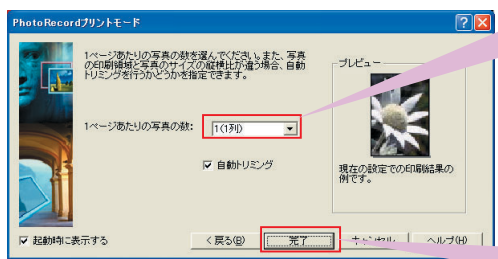 PhotoRecordプリントモード
1ページあたりの写真の数を選んでください。また、写真
の印刷領域と写真のサイズの縦横比が違う場合、自動
トリミングを行うかどうかを指定できます。
プレビュー
1ページあたりの写真の数:
1(1列)
自動トリミング
現在の設定での印刷結果の
例です。
起動時に表示する
< 戻る(B)
完了
キャンセル
ヘルプ(H)